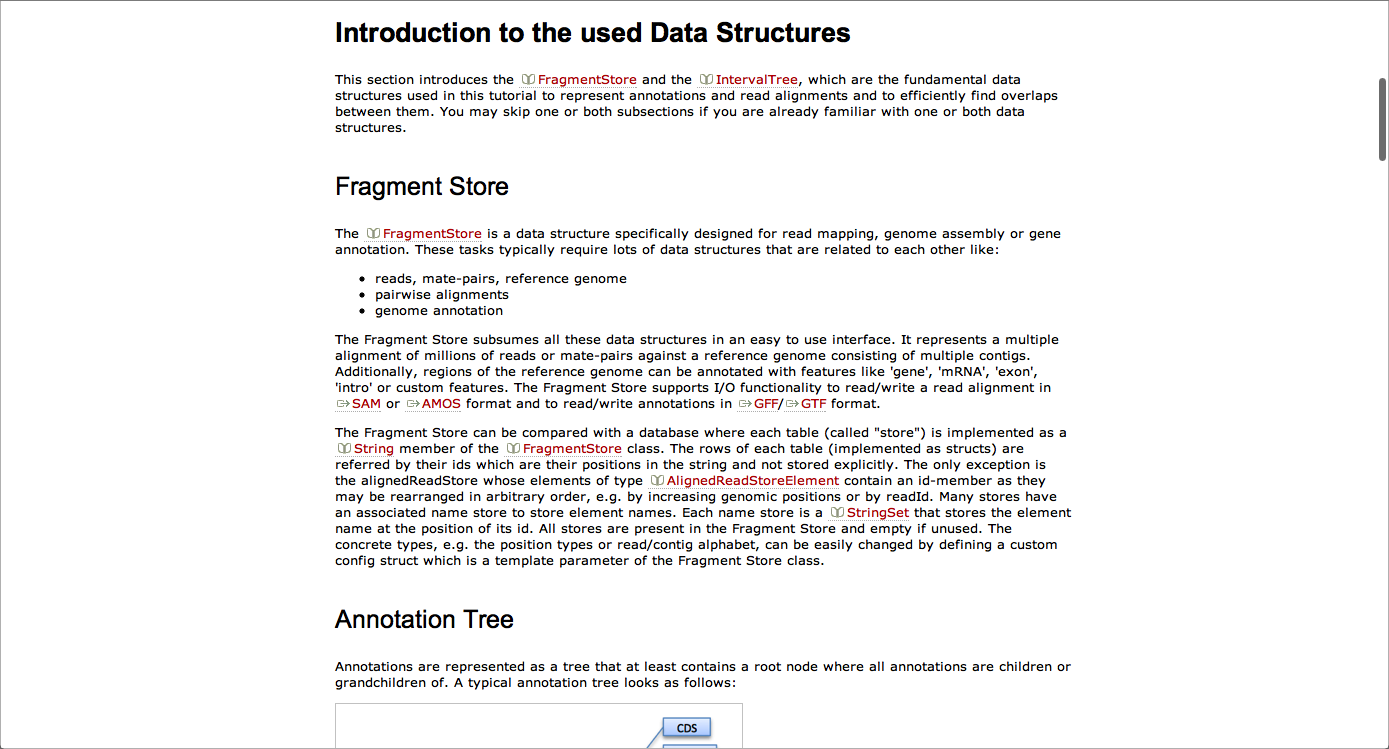 Introduction to the used Data Structures
This section introduces the FragmentStore and the IntervalTree, which are the fundamental data
structures used in this tutorial to represent annotations and read alignments and to efficiently find overlaps
between them. You may skip one or both subsections if you are already familiar with one or both data
structures.
Fragment Store
The FragmentStore is a data structure specifically designed for read mapping, genome assembly or gene
annotation. These tasks typically require lots of data structures that are related to each other like:
• reads, mate-pairs, reference genome
• pairwise alignments
• genome annotation
The Fragment Store subsumes all these data structures in an easy to use interface. It represents a multiple
alignment of millions of reads or mate-pairs against a reference genome consisting of multiple contigs.
Additionally, regions of the reference genome can be annotated with features like 'gene', 'mRNA', 'exon',
'intro' or custom features. The Fragment Store supports I/O functionality to read/write a read alignment in
SAM or AMOS format and to read/write annotations in GFF/GTF format.
The Fragment Store can be compared with a database where each table (called "store") is implemented as a
String member of the FragmentStore class. The rows of each table (implemented as structs) are
referred by their ids which are their positions in the string and not stored explicitly. The only exception is
the alignedReadStore whose elements of type AlignedReadStoreElement contain an id-member as they
may be rearranged in arbitrary order, e.g. by increasing genomic positions or by readId. Many stores have
an associated name store to store element names. Each name store is a StringSet that stores the element
name at the position of its id. All stores are present in the Fragment Store and empty if unused. The
concrete types, e.g. the position types or read/contig alphabet, can be easily changed by defining a custom
config struct which is a template parameter of the Fragment Store class.
Annotation Tree
Annotations are represented as a tree that at least contains a root node where all annotations are children or
grandchildren of. A typical annotation tree looks as follows:
CDS